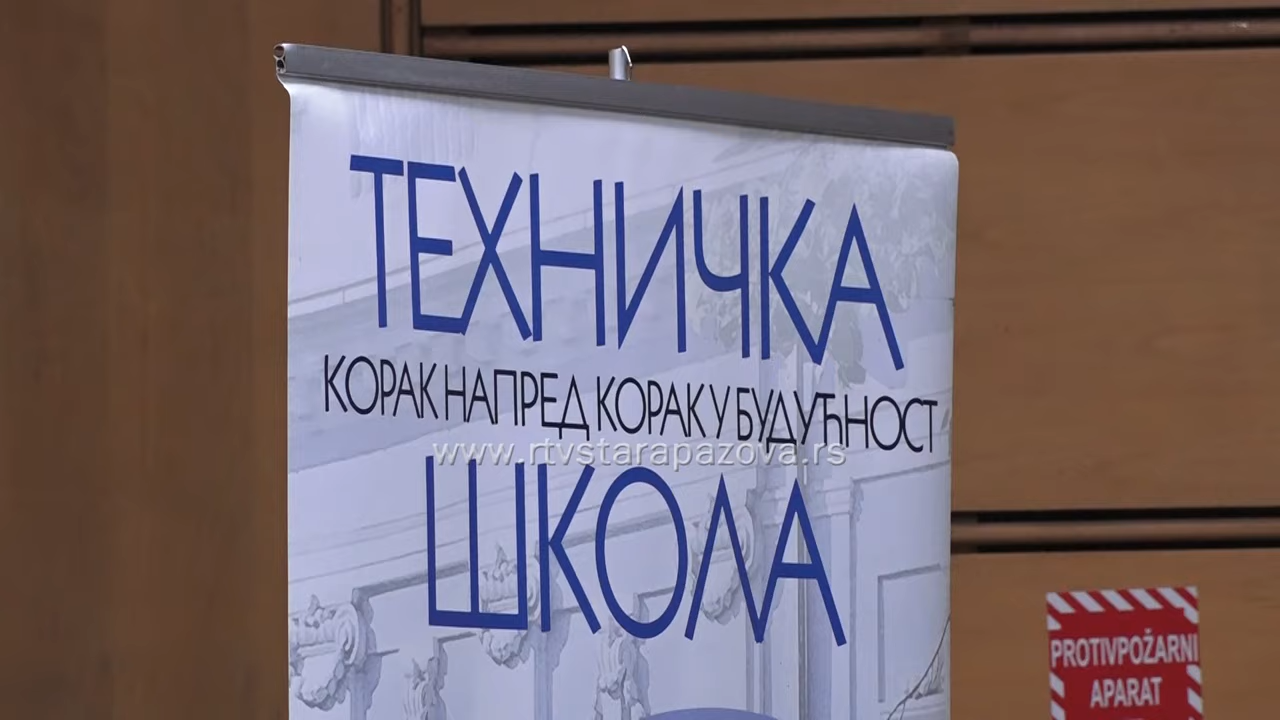 ТЕХНИЧКА
КОРАК НАПРЕД КОРАК У БУДУЋНОСТ
www.rtvstarapazova.rs
ШКОЛА
PROTIVPOŽARNI
APARAT